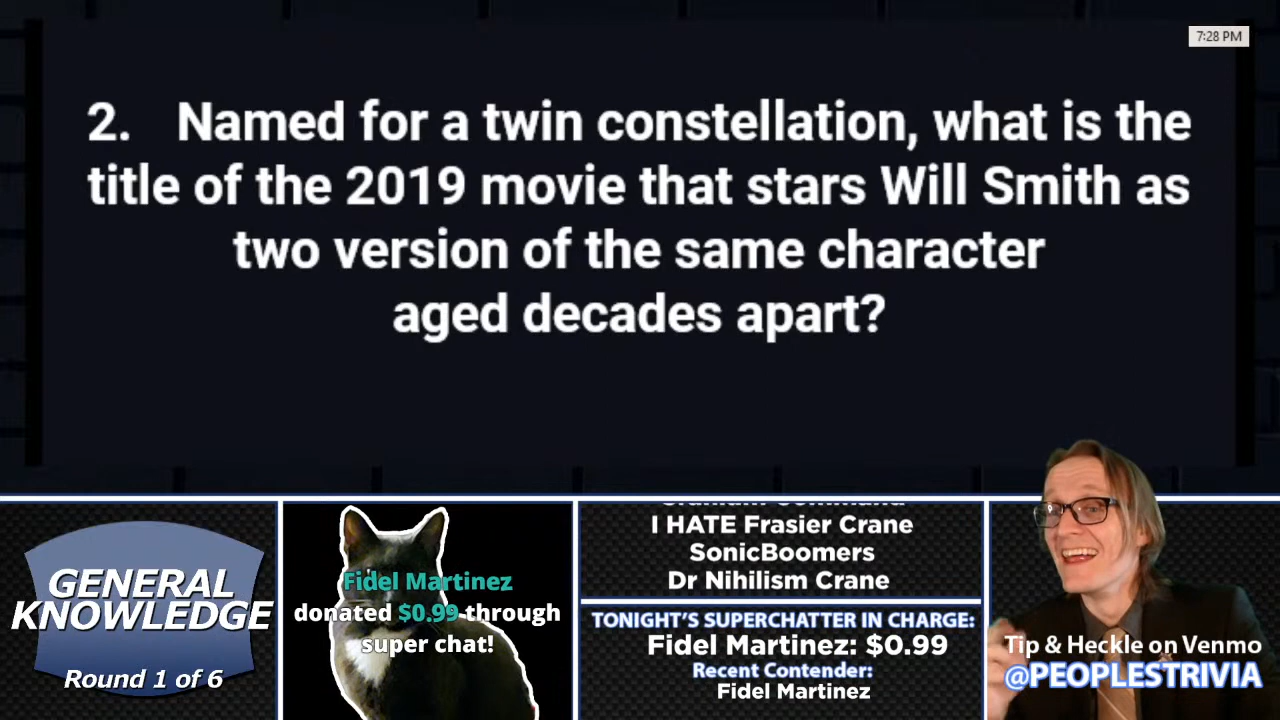 7:28 PM
2. Named for a twin constellation, what is the
title of the 2019 movie that stars Will Smith as
two version of the same character
aged decades apart?
GENERAL
KNOWLEDGE
Round 1 of 6
Fidel Martinez
donated $0.99 through
super chat!
I HATE Frasier Crane
SonicBoomers
Dr Nihilism Crane
TONIGHT'S SUPERCHATTER IN CHARGE:
Fidel Martinez: $0.99
Recent Contender:
Fidel Martinez
Tip & Heckle on Venmo
@PEOPLESTRIVIA